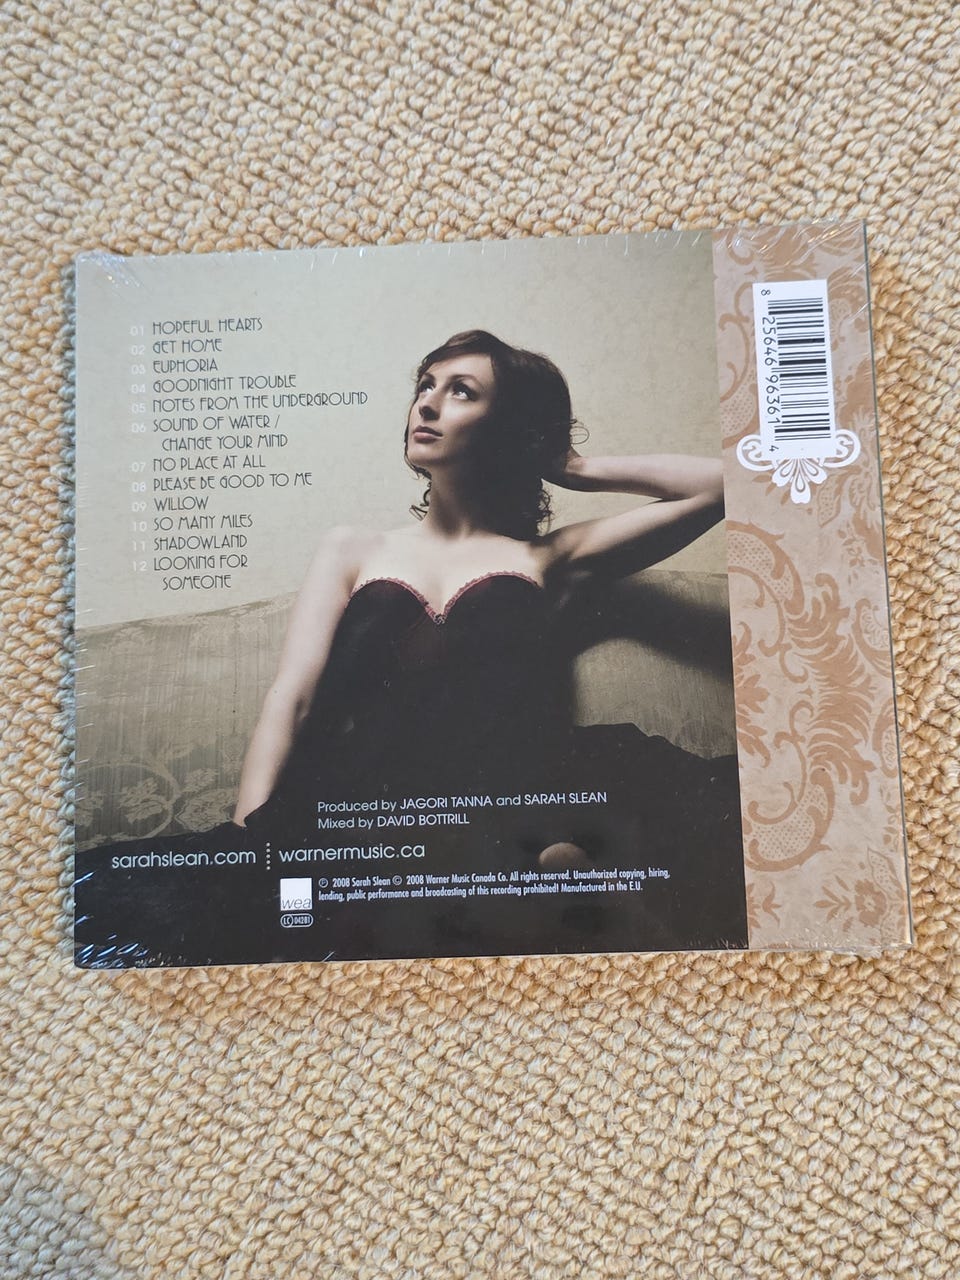 01 HOPEFUL HEARTS
02 GET HOME
03 EUPHORIA
04 GOODNIGHT TROUBLE
05 NOTES FROM THE UNDERGROUND
06 SOUND OF WATER /
CHANGE YOUR MIND
07 NO PLACE AT ALL
08 PLEASE BE GOOD TO ME
09 WILLOW
10 SO MANY MILES
11 SHADOWLAND
12 LOOKING FOR
SOMEONE
8 25646 96361 4
Produced by JAGORI TANNA and SARAH SLEAN
Mixed by DAVID BOTTRILL
sarahslean.com warnermusic.ca
wea
LC 04281
℗ 2008 Sarah Slean © 2008 Warner Music Canada Co. All rights reserved. Unauthorized copying, hiring,
lending, public performance and broadcasting of this recording prohibited! Manufactured in the E.U.